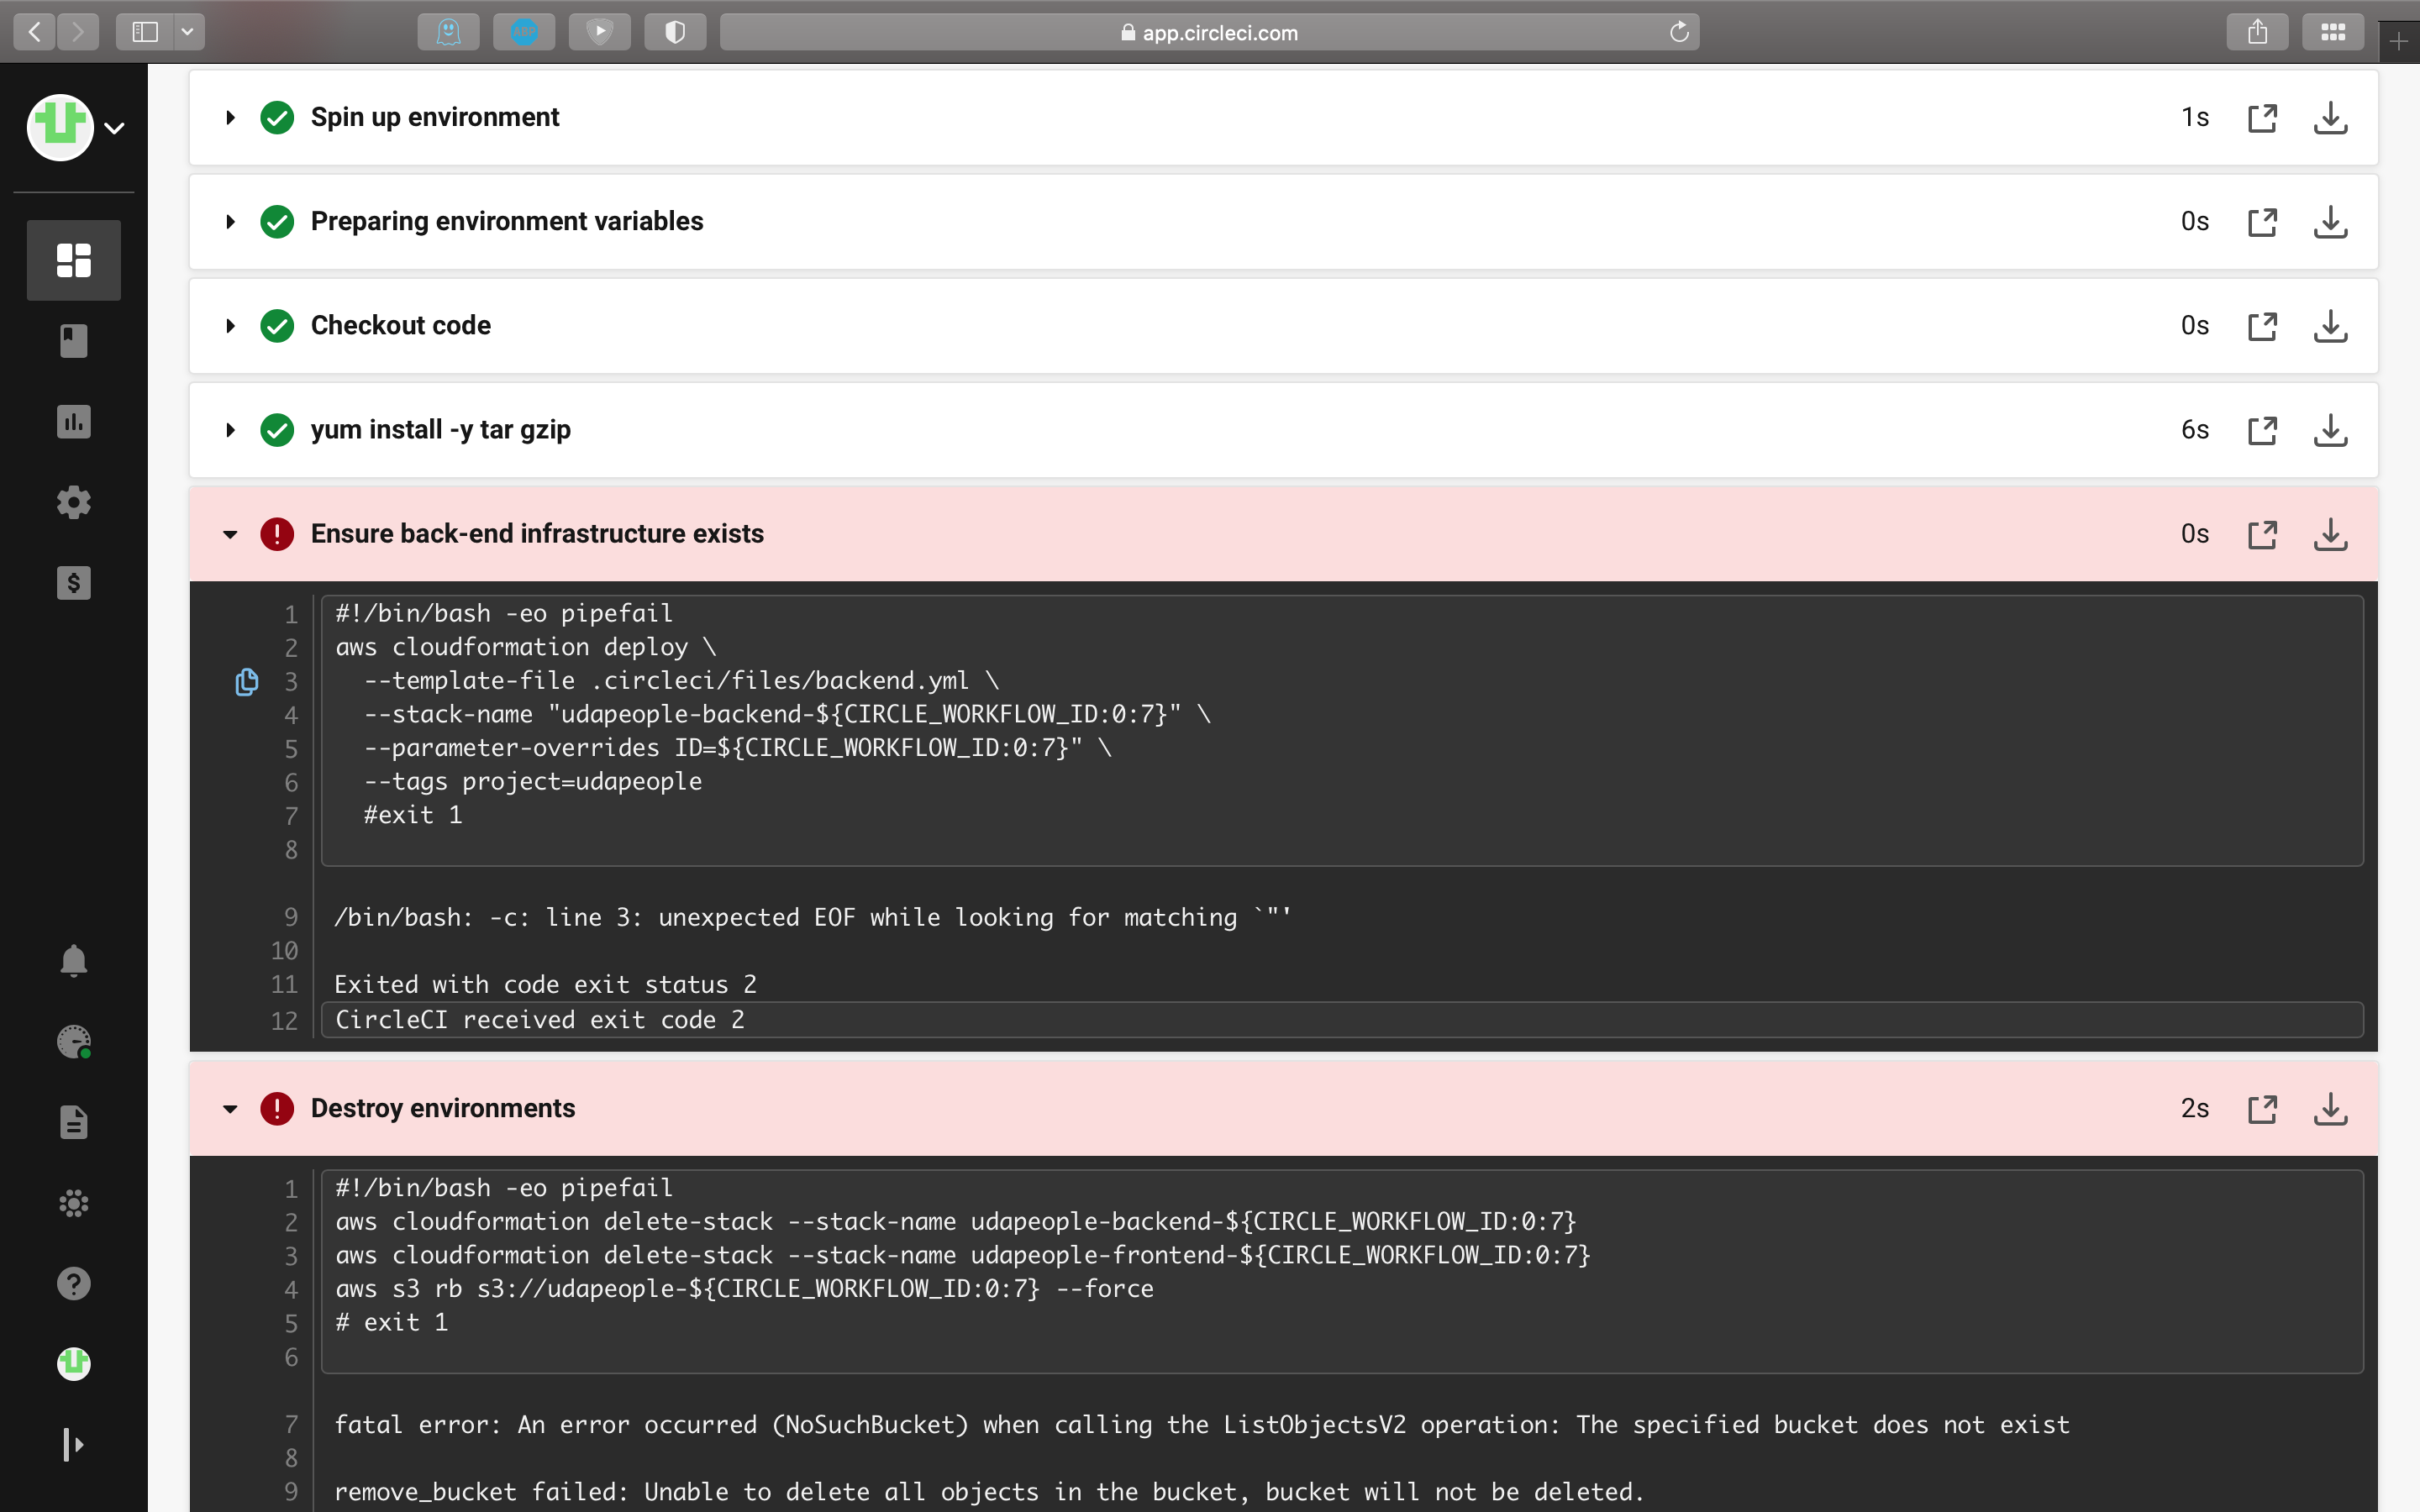 app.circleci.com
Spin up environment 1s
Preparing environment variables 0s
Checkout code 0s
yum install -y tar gzip 6s
Ensure back-end infrastructure exists 0s
1 #!/bin/bash -eo pipefail
2 aws cloudformation deploy \
3 --template-file .circleci/files/backend.yml \
4 --stack-name "udapeople-backend-${CIRCLE_WORKFLOW_ID:0:7}" \
5 --parameter-overrides ID=${CIRCLE_WORKFLOW_ID:0:7}" \
6 --tags project=udapeople
7 #exit 1
8
9 /bin/bash: -c: line 3: unexpected EOF while looking for matching `"'
10
11 Exited with code exit status 2
12 CircleCI received exit code 2
Destroy environments 2s
1 #!/bin/bash -eo pipefail
2 aws cloudformation delete-stack --stack-name udapeople-backend-${CIRCLE_WORKFLOW_ID:0:7}
3 aws cloudformation delete-stack --stack-name udapeople-frontend-${CIRCLE_WORKFLOW_ID:0:7}
4 aws s3 rb s3://udapeople-${CIRCLE_WORKFLOW_ID:0:7} --force
5 # exit 1
6
7 fatal error: An error occurred (NoSuchBucket) when calling the ListObjectsV2 operation: The specified bucket does not exist
8
9 remove_bucket failed: Unable to delete all objects in the bucket, bucket will not be deleted.